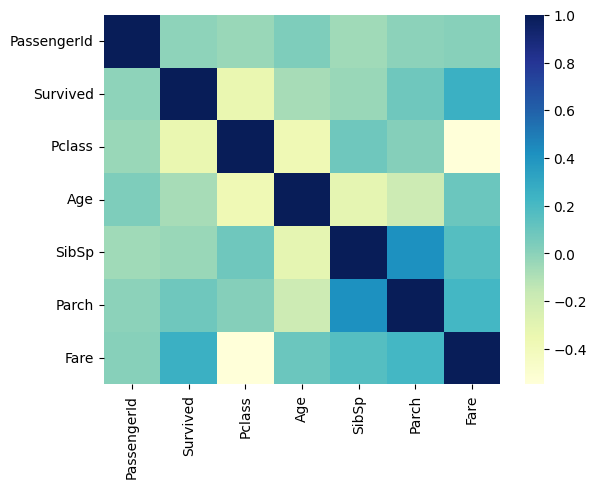 PassengerId
Survived
Pclass
Age
SibSp
Parch
Fare
PassengerId
Survived
Pclass
Age
SibSp
Parch
Fare
1.0
0.8
0.6
0.4
0.2
0.0
−0.2
−0.4